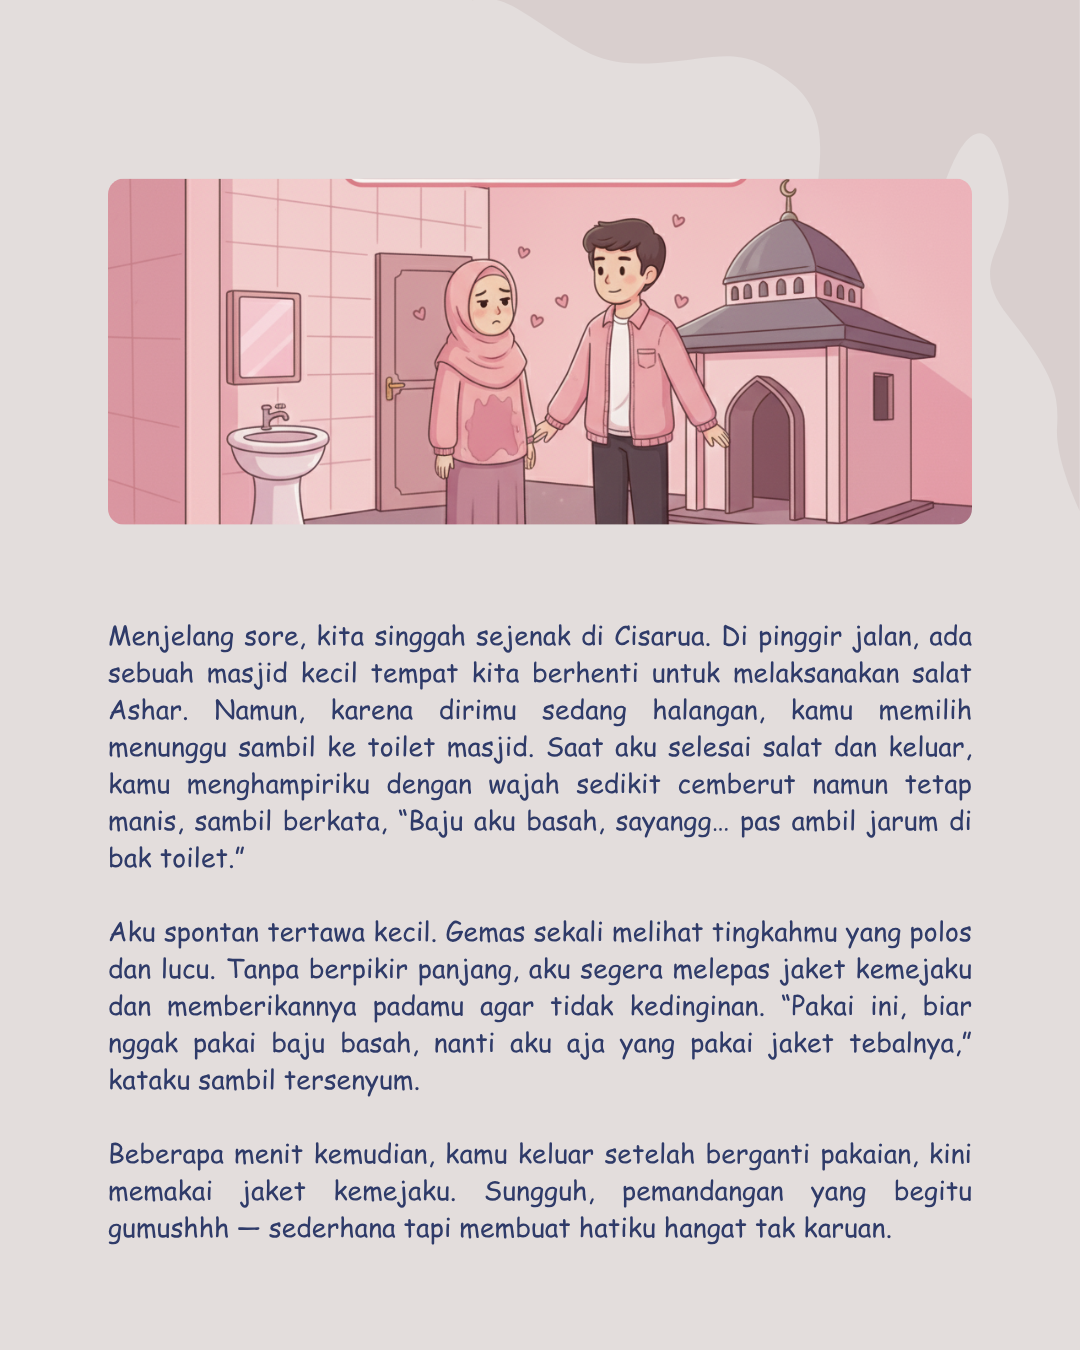 Menjelang sore, kita singgah sejenak di Cisarua. Di pinggir jalan, ada
sebuah masjid kecil tempat kita berhenti untuk melaksanakan salat
Ashar. Namun, karena dirimu sedang halangan, kamu memilih
menunggu sambil ke toilet masjid. Saat aku selesai salat dan keluar,
kamu menghampiriku dengan wajah sedikit cemberut namun tetap
manis, sambil berkata, “Baju aku basah, sayangg… pas ambil jarum di
bak toilet.”
Aku spontan tertawa kecil. Gemas sekali melihat tingkahmu yang polos
dan lucu. Tanpa berpikir panjang, aku segera melepas jaket kemejaku
dan memberikannya padamu agar tidak kedinginan. “Pakai ini, biar
nggak pakai baju basah, nanti aku aja yang pakai jaket tebalnya,”
kataku sambil tersenyum.
Beberapa menit kemudian, kamu keluar setelah berganti pakaian, kini
memakai jaket kemejaku. Sungguh, pemandangan yang begitu
gumushhh — sederhana tapi membuat hatiku hangat tak karuan.